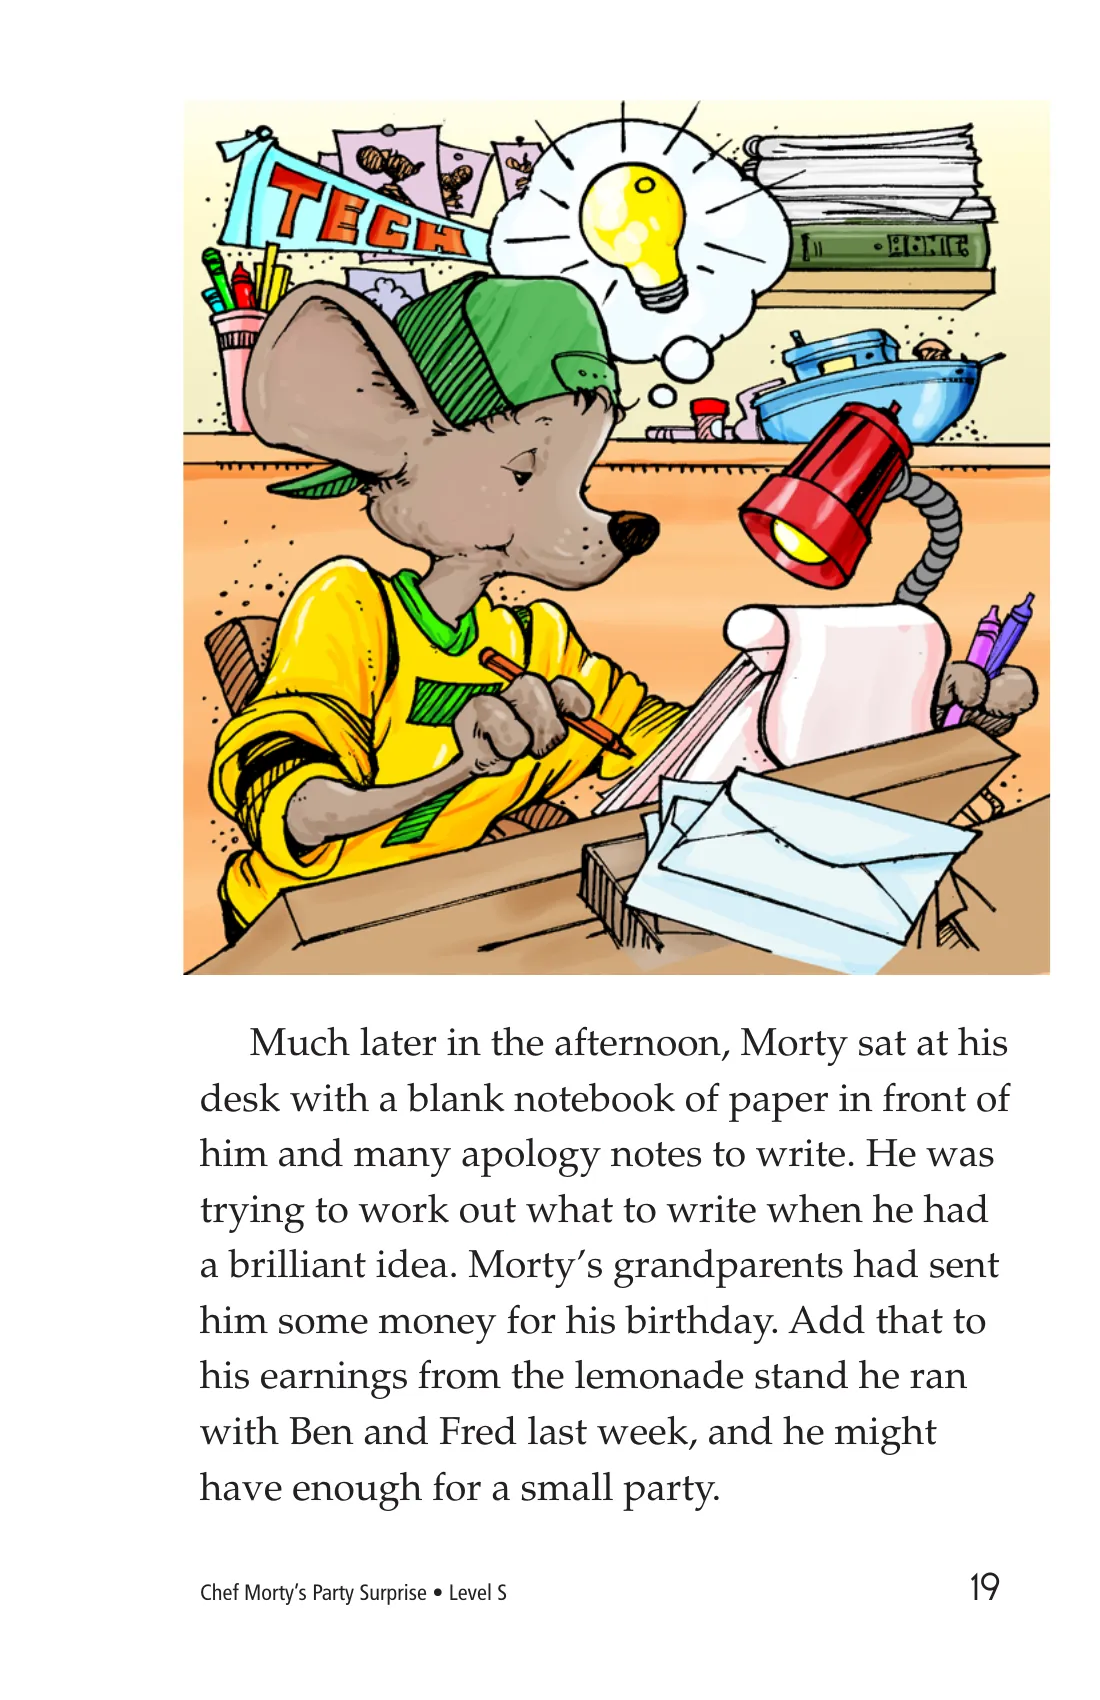 TECH
Much later in the afternoon, Morty sat at his
desk with a blank notebook of paper in front of
him and many apology notes to write. He was
trying to work out what to write when he had
a brilliant idea. Morty’s grandparents had sent
him some money for his birthday. Add that to
his earnings from the lemonade stand he ran
with Ben and Fred last week, and he might
have enough for a small party.
Chef Morty’s Party Surprise • Level S
19